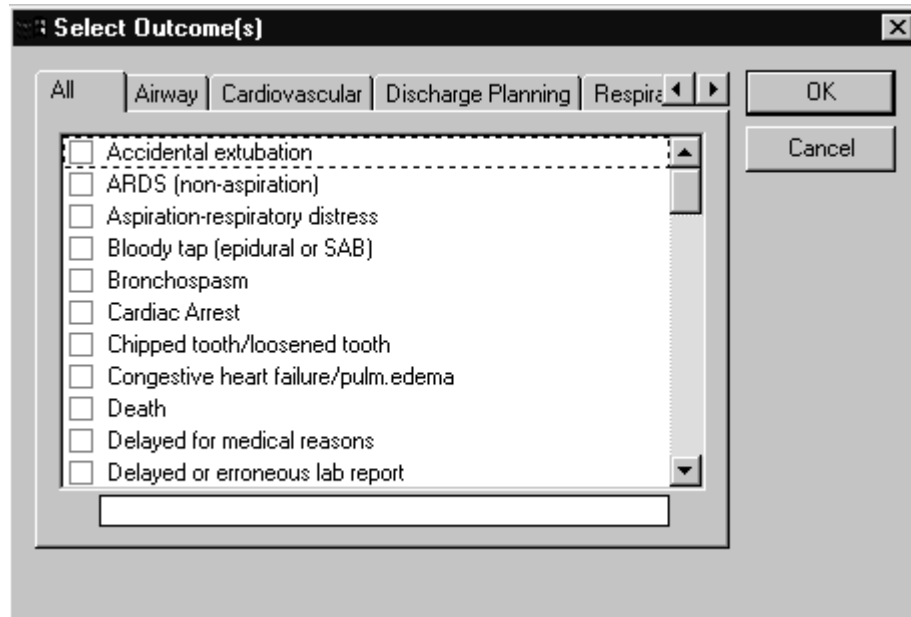 Select Outcome(s)
All Airway Cardiovascular Discharge Planning Respira
OK
Cancel
Accidental extubation
ARDS (non-aspiration)
Aspiration-respiratory distress
Bloody tap (epidural or SAB)
Bronchospasm
Cardiac Arrest
Chipped tooth/loosened tooth
Congestive heart failure/pulm.edema
Death
Delayed for medical reasons
Delayed or erroneous lab report